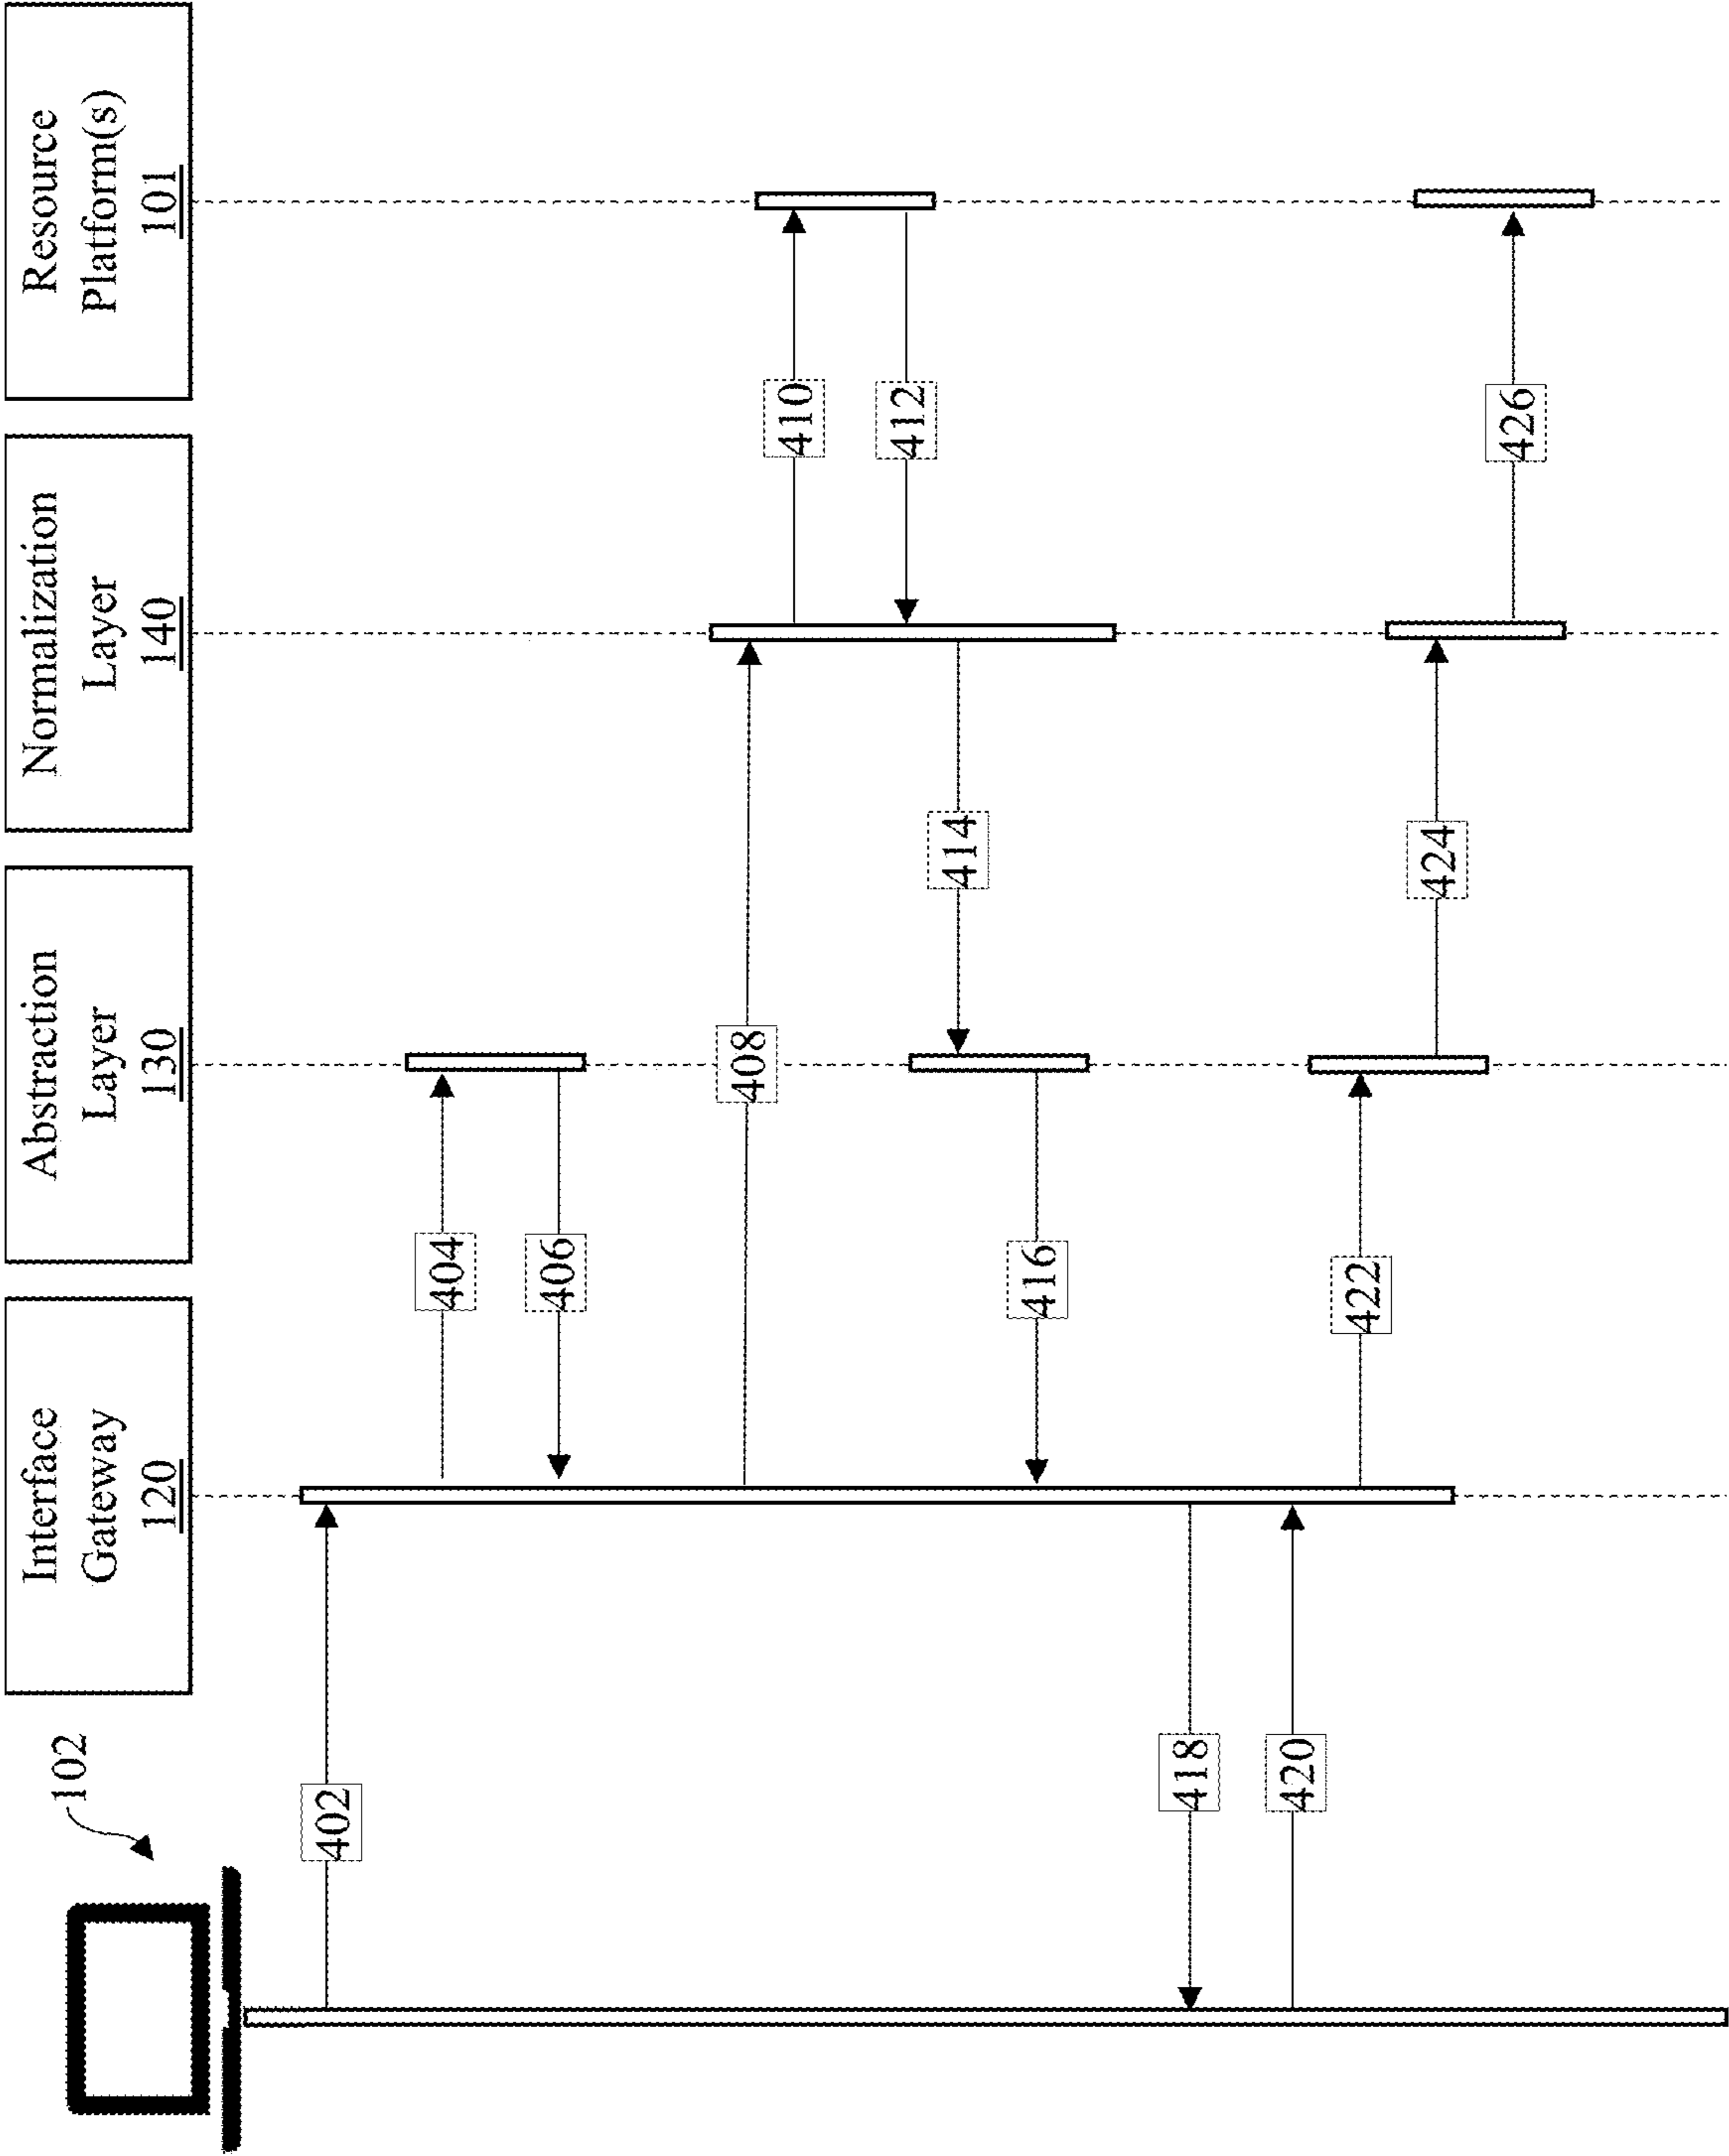 102
Interface
Gateway
120
Abstraction
Layer
130
Normalization
Layer
140
Resource
Platform(s)
101
402
404
406
408
410
412
414
416
418
420
422
424
426